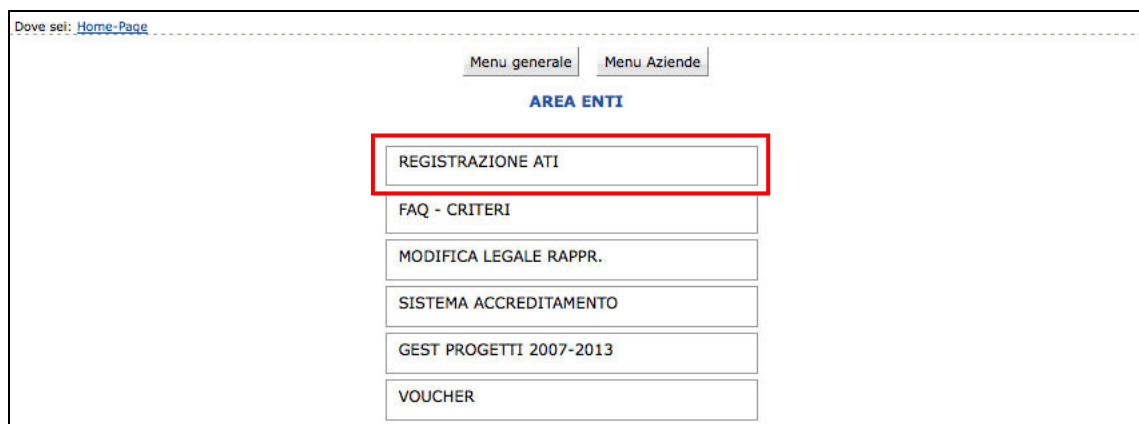 Dove sei: Home-Page
Menu generale Menu Aziende
AREA ENTI
REGISTRAZIONE ATI
FAQ - CRITERI
MODIFICA LEGALE RAPPR.
SISTEMA ACCREDITAMENTO
GEST PROGETTI 2007-2013
VOUCHER